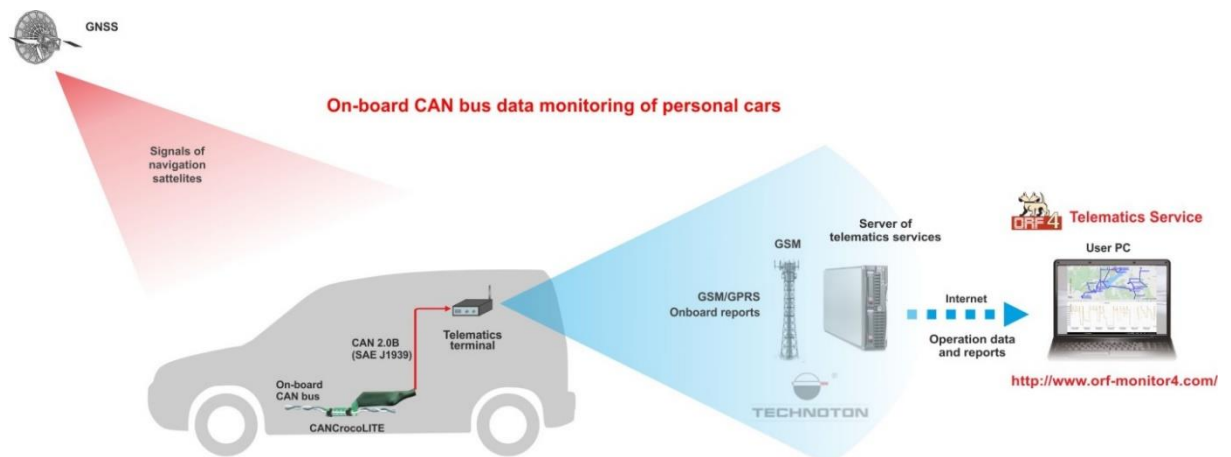 GNSS
On-board CAN bus data monitoring of personal cars
Signals of
navigation
sattelites
ORF 4
Telematics Service
Server of
telematics services
GSM
User PC
GSM/GPRS
Onboard reports
Internet
Operation data
and reports
Telematics
terminal
CAN 2.0B
(SAE J1939)
On-board
CAN bus
CANCrocoLITE
TECHNOTON
http://www.orf-monitor4.com/